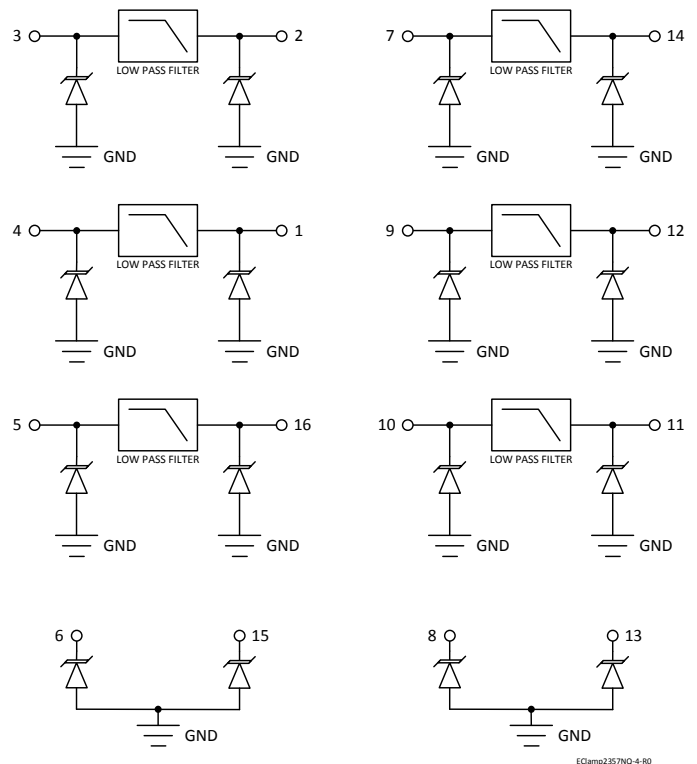 3 2 7 14
LOW PASS FILTER LOW PASS FILTER
GND GND GND GND
4 1 9 12
LOW PASS FILTER LOW PASS FILTER
GND GND GND GND
5 16 10 11
LOW PASS FILTER LOW PASS FILTER
GND GND GND GND
6 15 8 13
GND GND
EClamp2357NQ-4-R0